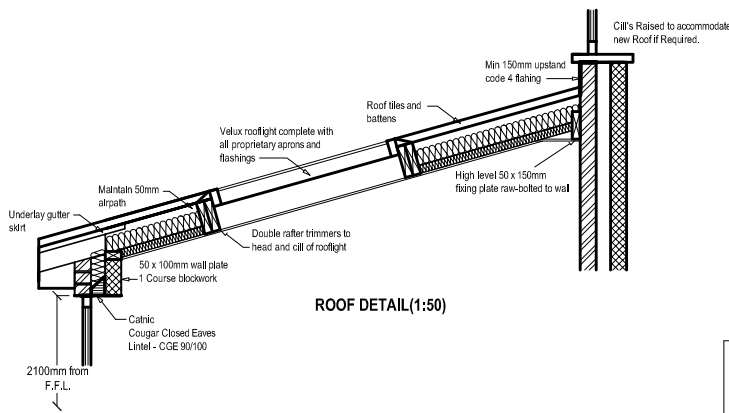 Cill's Raised to accommodate
new Roof if Required.
Min 150mm upstand
code 4 flahing
Roof tiles and
battens
Velux rooflight complete with
all proprietary aprons and
flashings
High level 50 x 150mm
fixing plate raw-bolted to wall
Maintain 50mm
airpath
Underlay gutter
skirt
Double rafter trimmers to
head and cill of rooflight
50 x 100mm wall plate
1 Course blockwork
ROOF DETAIL(1:50)
Catnic
Cougar Closed Eaves
Lintel - CGE 90/100
2100mm from
F.F.L.